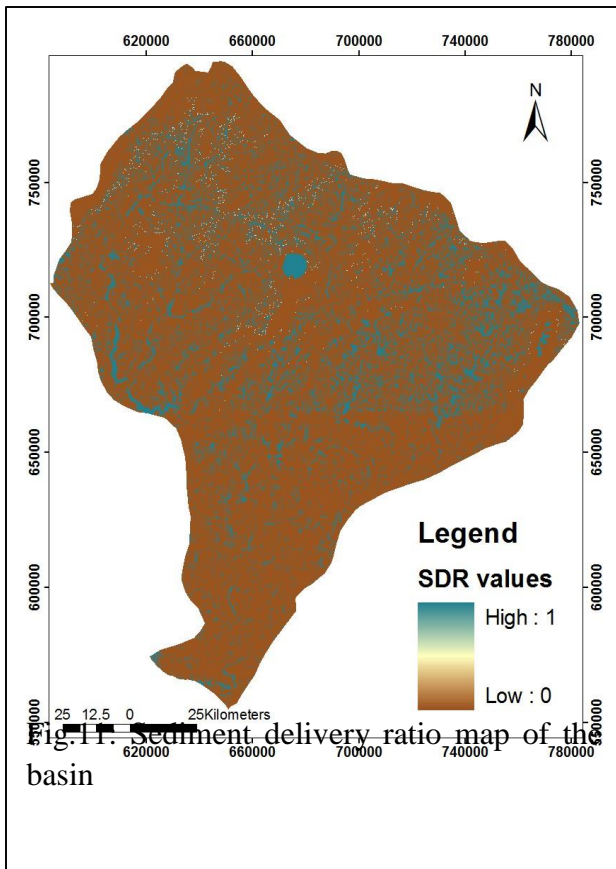 620000 660000 700000 740000 780000
N
750000 750000
700000 700000
650000 650000
600000 600000
550000 550000
Legend
SDR values
High : 1
Low : 0
25 12.5 0 25Kilometers
620000 660000 700000 740000 780000
Fig.11. Sediment delivery ratio map of the
basin